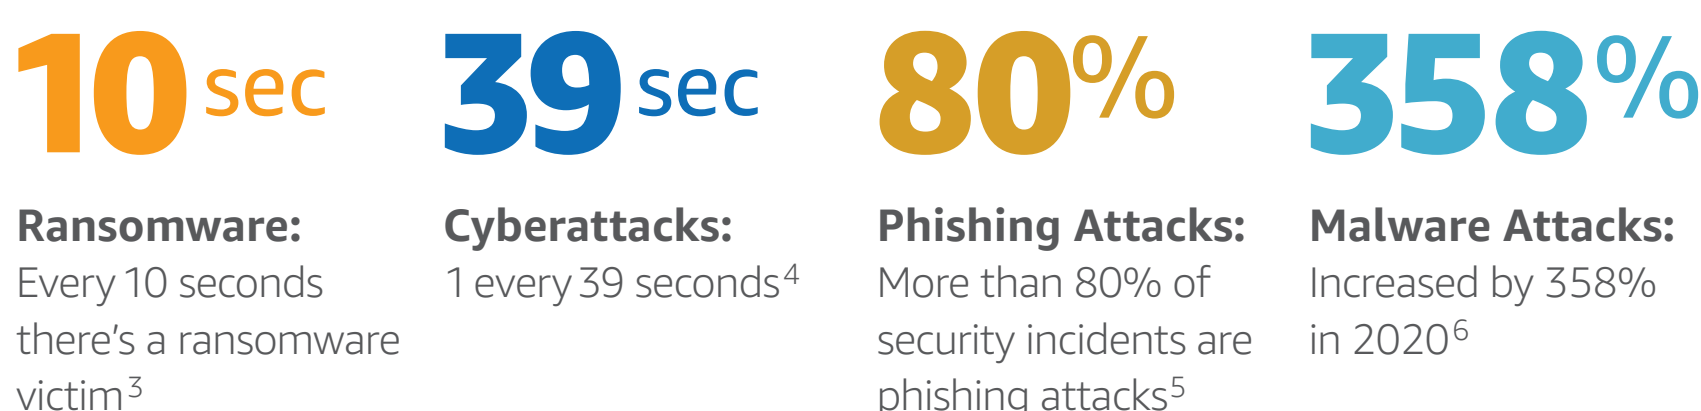 10 sec
Ransomware:
Every 10 seconds
there's a ransomware
victim3
39 sec
Cyberattacks:
1 every 39 seconds4
80%
Phishing Attacks:
More than 80% of
security incidents are
phishing attacks5
358%
Malware Attacks:
Increased by 358%
in 20206